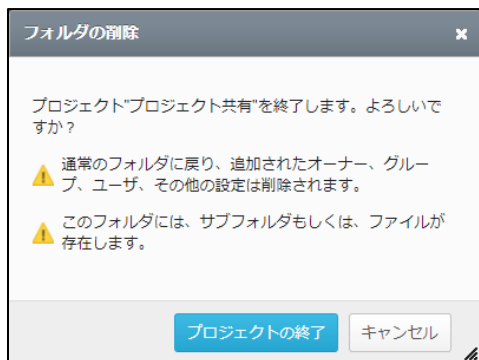 フォルダの削除
プロジェクト"プロジェクト共有"を終了します。よろしいで
すか？
通常のフォルダに戻り、追加されたオーナー、グルー
プ、ユーザ、その他の設定は削除されます。
このフォルダには、サブフォルダもしくは、ファイルが
存在します。
プロジェクトの終了 キャンセル